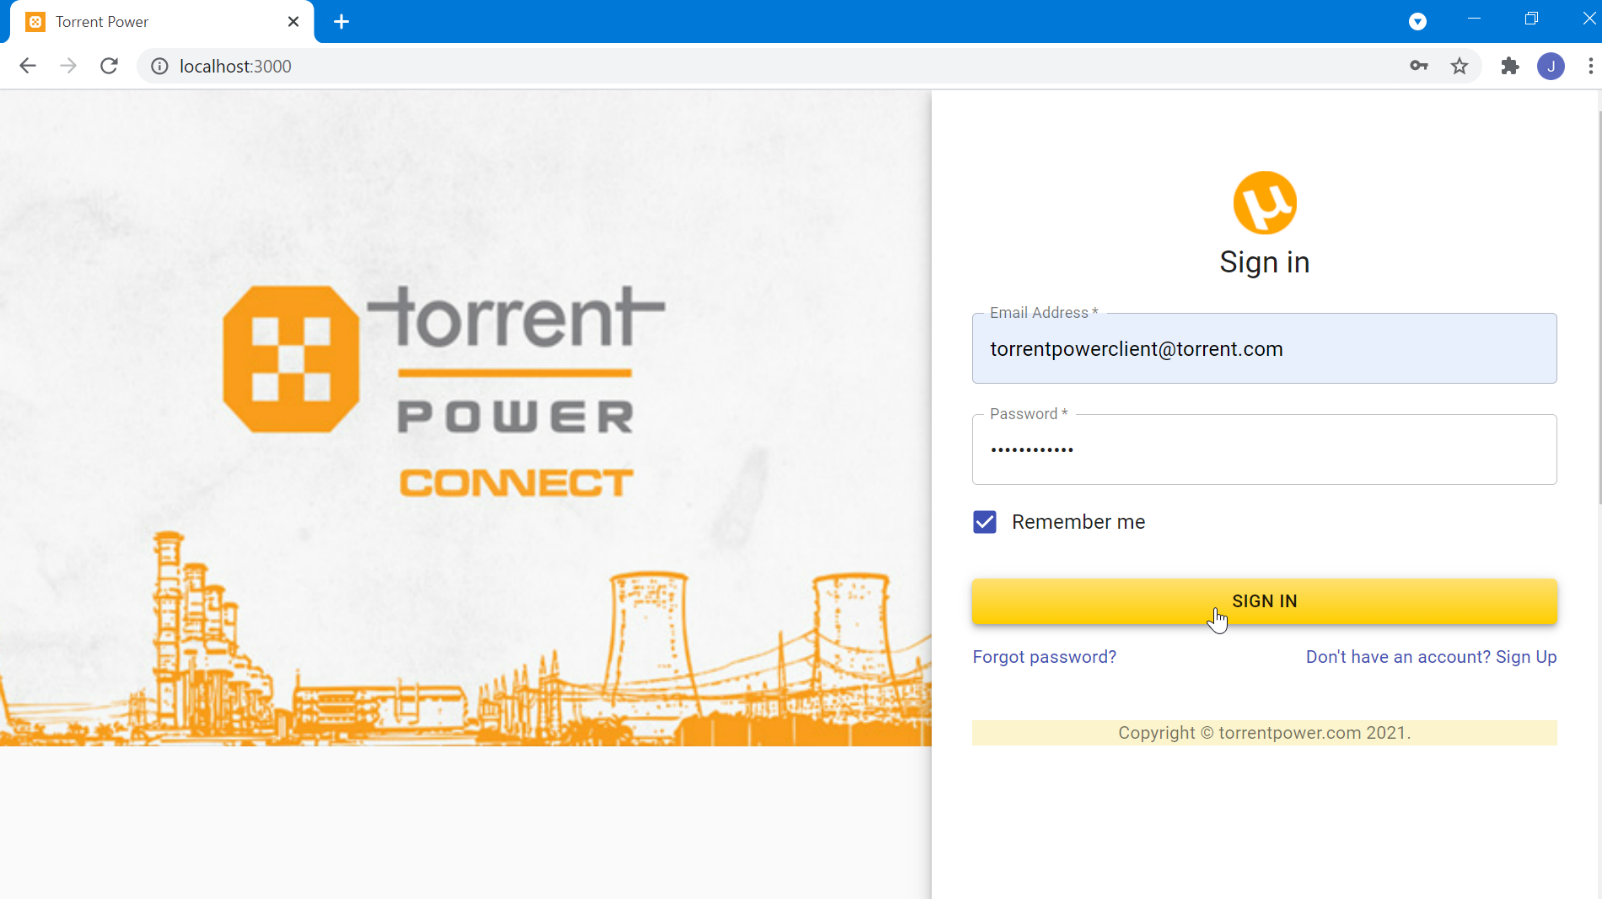 Torrent Power
localhost:3000
J
torrent
POWER
CONNECT
µ
Sign in
Email Address *
torrentpowerclient@torrent.com
Password *
••••••••••••
Remember me
SIGN IN
Forgot password?
Don't have an account? Sign Up
Copyright © torrentpower.com 2021.